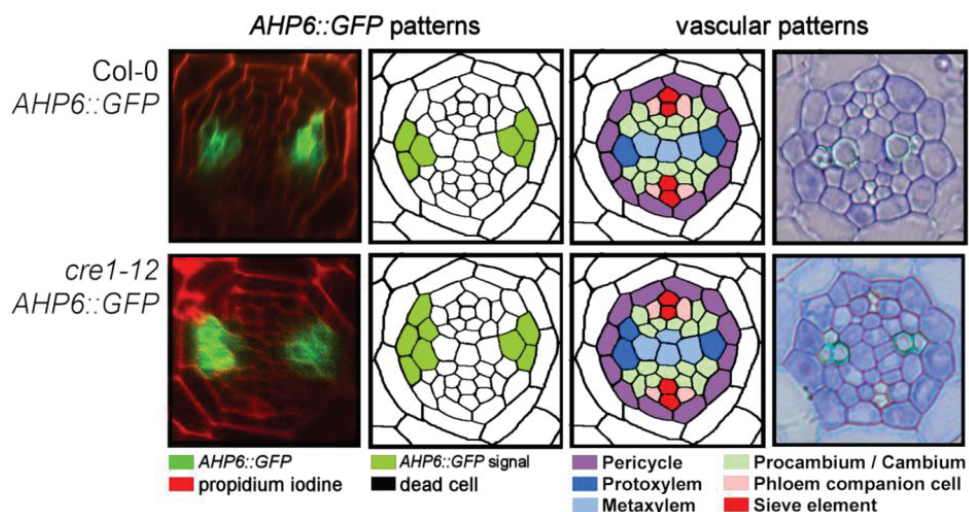 AHP6::GFP patterns
vascular patterns
Col-0
AHP6::GFP
cre1-12
AHP6::GFP
AHP6::GFP
propidium iodine
AHP6::GFP signal
dead cell
Pericycle
Protoxylem
Metaxylem
Procambium / Cambium
Phloem companion cell
Sieve element